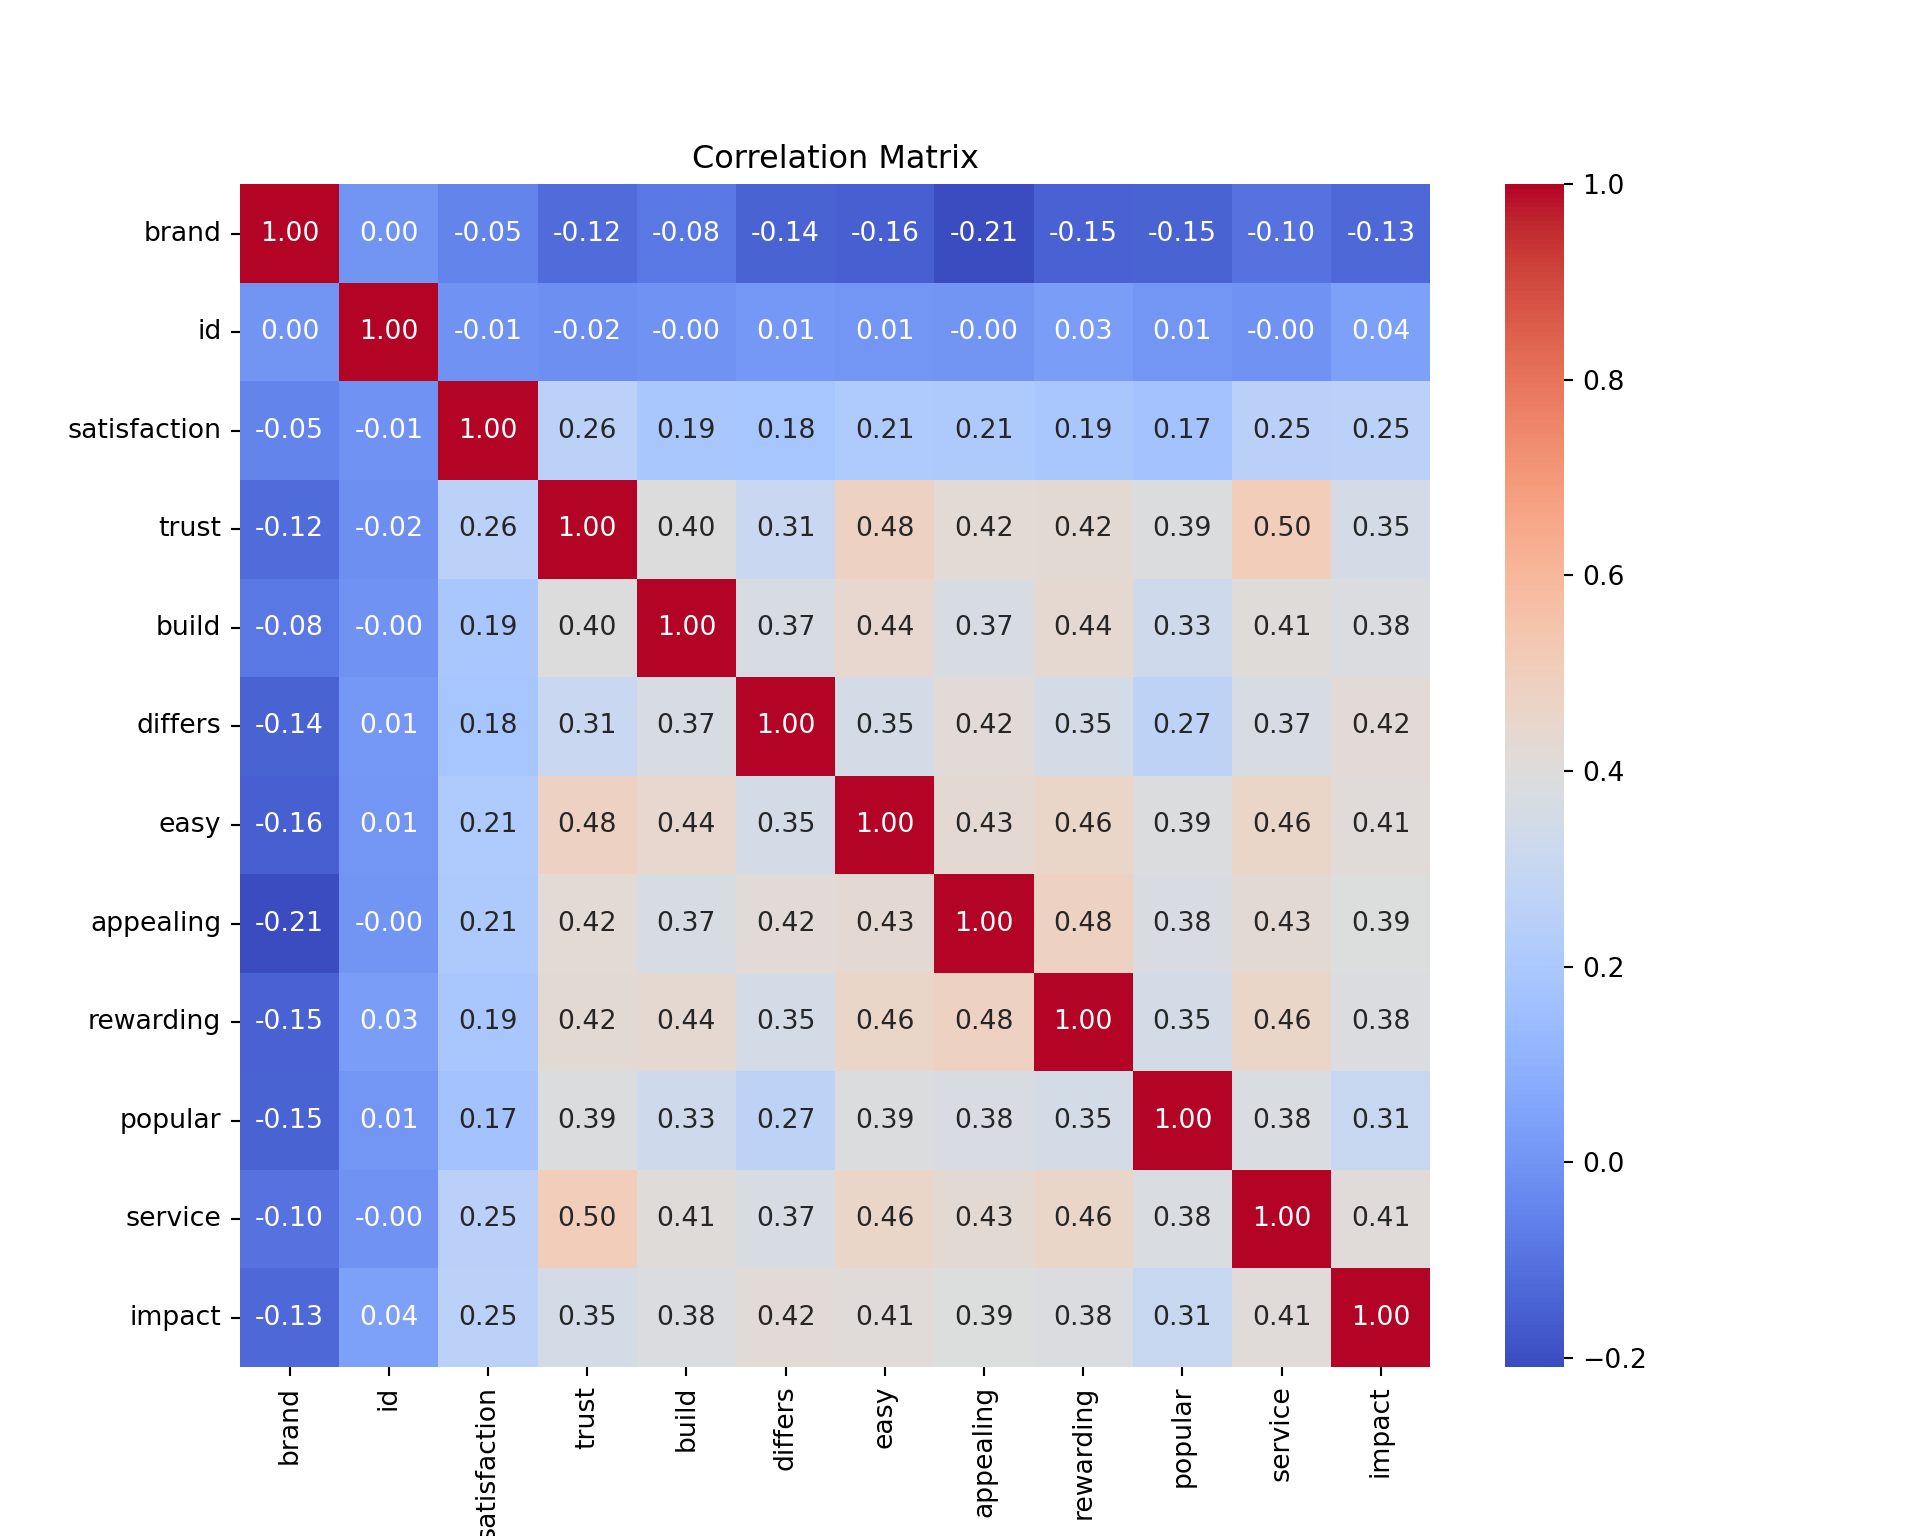 Correlation Matrix
brand 1.00 0.00 -0.05 -0.12 -0.08 -0.14 -0.16 -0.21 -0.15 -0.15 -0.10 -0.13
id 0.00 1.00 -0.01 -0.02 -0.00 0.01 0.01 -0.00 0.03 0.01 -0.00 0.04
satisfaction -0.05 -0.01 1.00 0.26 0.19 0.18 0.21 0.21 0.19 0.17 0.25 0.25
trust -0.12 -0.02 0.26 1.00 0.40 0.31 0.48 0.42 0.42 0.39 0.50 0.35
build -0.08 -0.00 0.19 0.40 1.00 0.37 0.44 0.37 0.44 0.33 0.41 0.38
differs -0.14 0.01 0.18 0.31 0.37 1.00 0.35 0.42 0.35 0.27 0.37 0.42
easy -0.16 0.01 0.21 0.48 0.44 0.35 1.00 0.43 0.46 0.39 0.46 0.41
appealing -0.21 -0.00 0.21 0.42 0.37 0.42 0.43 1.00 0.48 0.38 0.43 0.39
rewarding -0.15 0.03 0.19 0.42 0.44 0.35 0.46 0.48 1.00 0.35 0.46 0.38
popular -0.15 0.01 0.17 0.39 0.33 0.27 0.39 0.38 0.35 1.00 0.38 0.31
service -0.10 -0.00 0.25 0.50 0.41 0.37 0.46 0.43 0.46 0.38 1.00 0.41
impact -0.13 0.04 0.25 0.35 0.38 0.42 0.41 0.39 0.38 0.31 0.41 1.00
brand id satisfaction trust build differs easy appealing rewarding popular service impact
1.0
0.8
0.6
0.4
0.2
0.0
−0.2